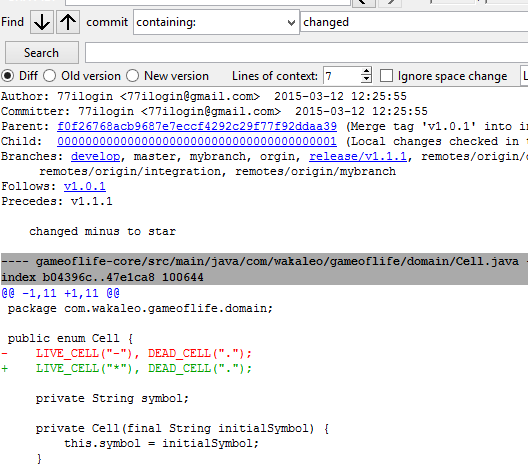 Find commit containing: changed
Search
Diff Old version New version Lines of context: 7 Ignore space change
Author: 77ilogin <77ilogin@gmail.com> 2015-03-12 12:25:55
Committer: 77ilogin <77ilogin@gmail.com> 2015-03-12 12:25:55
Parent: f0f26768acb9687e7eccf4292c29f77f92ddaa39 (Merge tag 'v1.0.1' into
Child: 0000000000000000000000000000000000000001 (Local changes checked in
Branches: develop, master, mybranch, orgin, release/v1.1.1, remotes/origin/
remotes/origin/integration, remotes/origin/mybranch
Follows: v1.0.1
Precedes: v1.1.1
changed minus to star
---- gameoflife-core/src/main/java/com/wakaleo/gameoflife/domain/Cell.java
index b04396c..47e1ca8 100644
@@ -1,11 +1,11 @@
package com.wakaleo.gameoflife.domain;
public enum Cell {
- LIVE_CELL("-"), DEAD_CELL(".");
+ LIVE_CELL("*"), DEAD_CELL(".");
private String symbol;
private Cell(final String initialSymbol) {
this.symbol = initialSymbol;
}